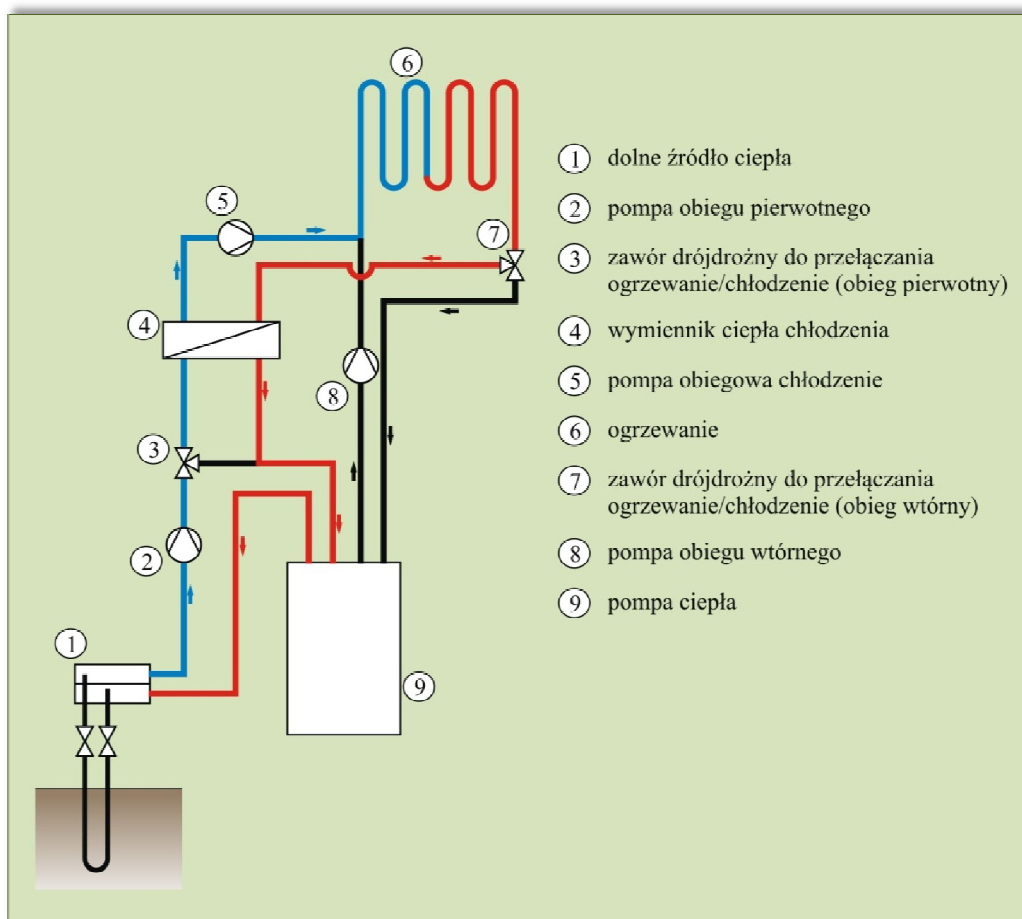 6
5
7
4
8
3
2
1
9
1 dolne źródło ciepła
2 pompa obiegu pierwotnego
3 zawór drójdrożny do przełączania
ogrzewanie/chłodzenie (obieg pierwotny)
4 wymiennik ciepła chłodzenia
5 pompa obiegowa chłodzenie
6 ogrzewanie
7 zawór drójdrożny do przełączania
ogrzewanie/chłodzenie (obieg wtórny)
8 pompa obiegu wtórnego
9 pompa ciepła